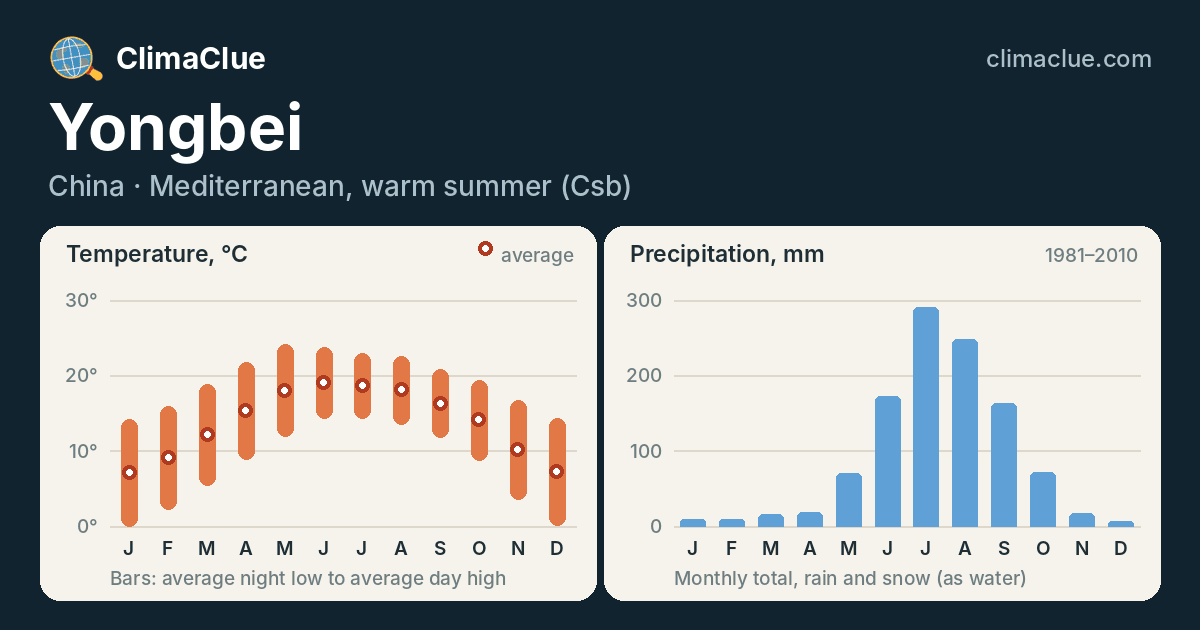 ClimaClue
climaclue.com
Yongbei
China · Mediterranean, warm summer (Csb)
Temperature, °C
average
30°
20°
10°
0°
J F M A M J J A S O N D
Bars: average night low to average day high
Precipitation, mm
1981–2010
300
200
100
0
J F M A M J J A S O N D
Monthly total, rain and snow (as water)